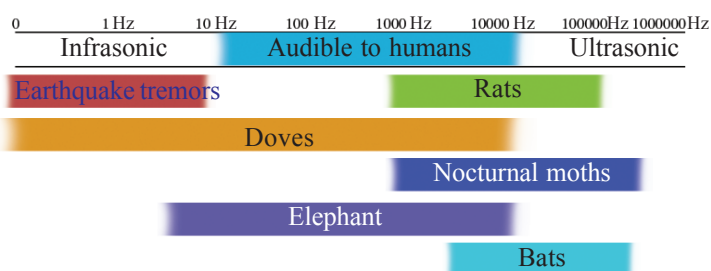 0 1 Hz 10 Hz 100 Hz 1000 Hz 10000 Hz 100000Hz 1000000Hz
Infrasonic Audible to humans Ultrasonic
Earthquake tremors Rats
Doves
Nocturnal moths
Elephant
Bats